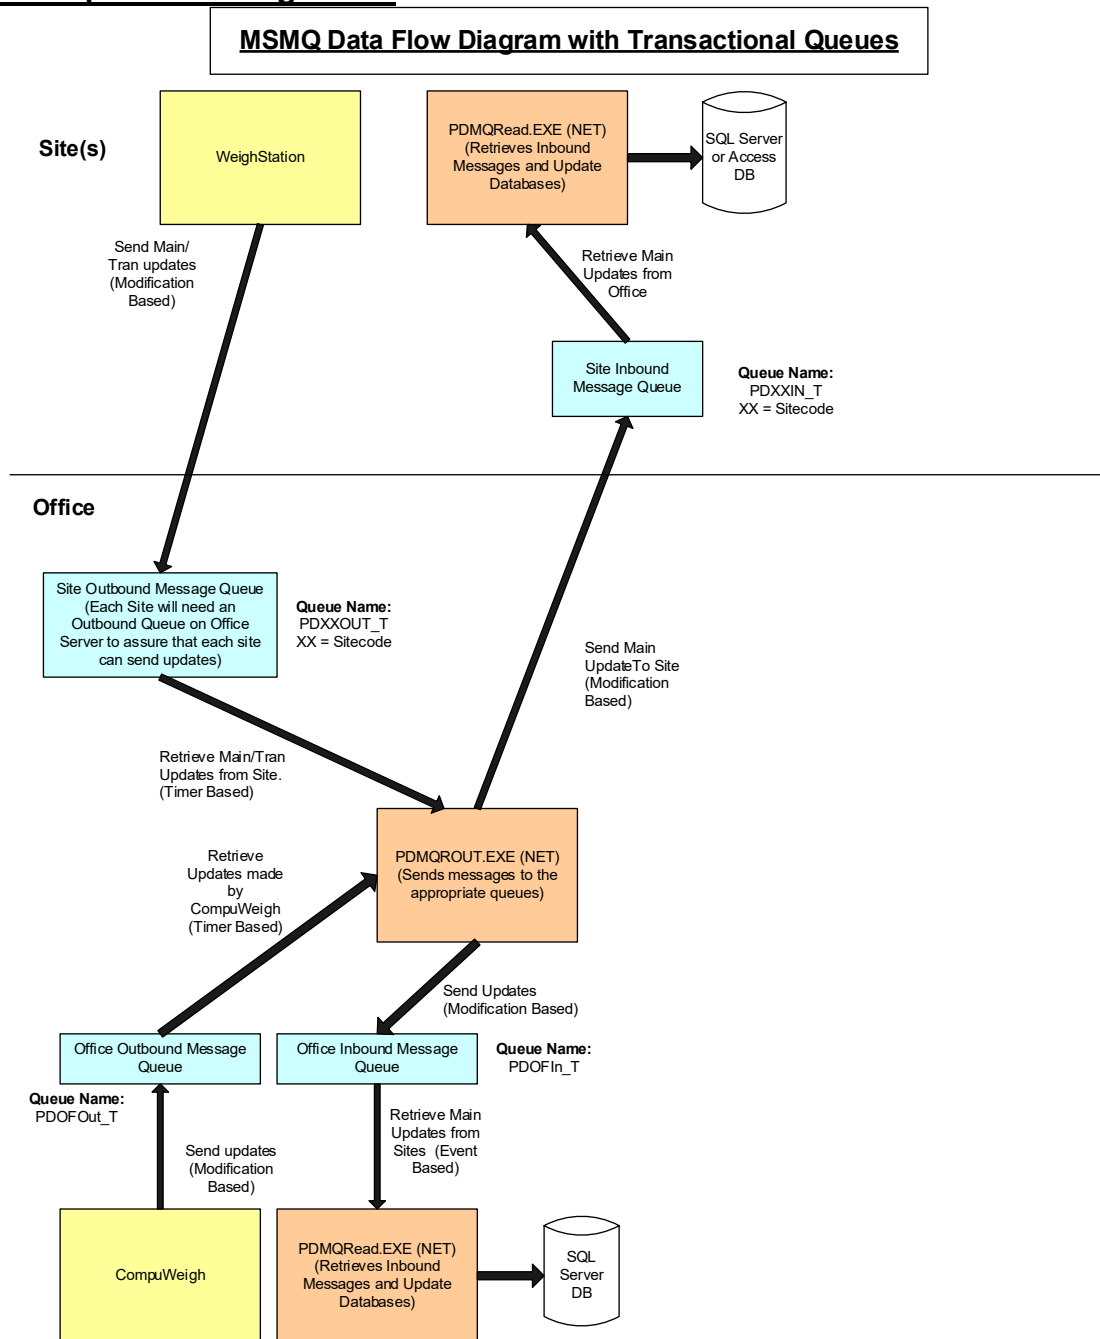 MSMQ Data Flow Diagram with Transactional Queues
Site(s)
WeighStation
PDMQRead.EXE (NET)
(Retrieves Inbound
Messages and Update
Databases)
SQL Server
or Access
DB
Send Main/
Tran updates
(Modification
Based)
Retrieve Main
Updates from
Office
Site Inbound
Message Queue
Queue Name:
PDXXIN_T
XX = Sitecode
Office
Site Outbound Message Queue
(Each Site will need an
Outbound Queue on Office
Server to assure that each site
can send updates)
Queue Name:
PDXXOUT_T
XX = Sitecode
Send Main
UpdateTo Site
(Modification
Based)
Retrieve Main/Tran
Updates from Site.
(Timer Based)
PDMQROUT.EXE (NET)
(Sends messages to the
appropriate queues)
Retrieve
Updates made
by
CompuWeigh
(Timer Based)
Send Updates
(Modification Based)
Office Outbound Message
Queue
Office Inbound Message
Queue
Queue Name:
PDOFIn_T
Queue Name:
PDOFOut_T
Send updates
(Modification
Based)
Retrieve Main
Updates from
Sites (Event
Based)
CompuWeigh
PDMQRead.EXE (NET)
(Retrieves Inbound
Messages and Update
Databases)
SQL
Server
DB